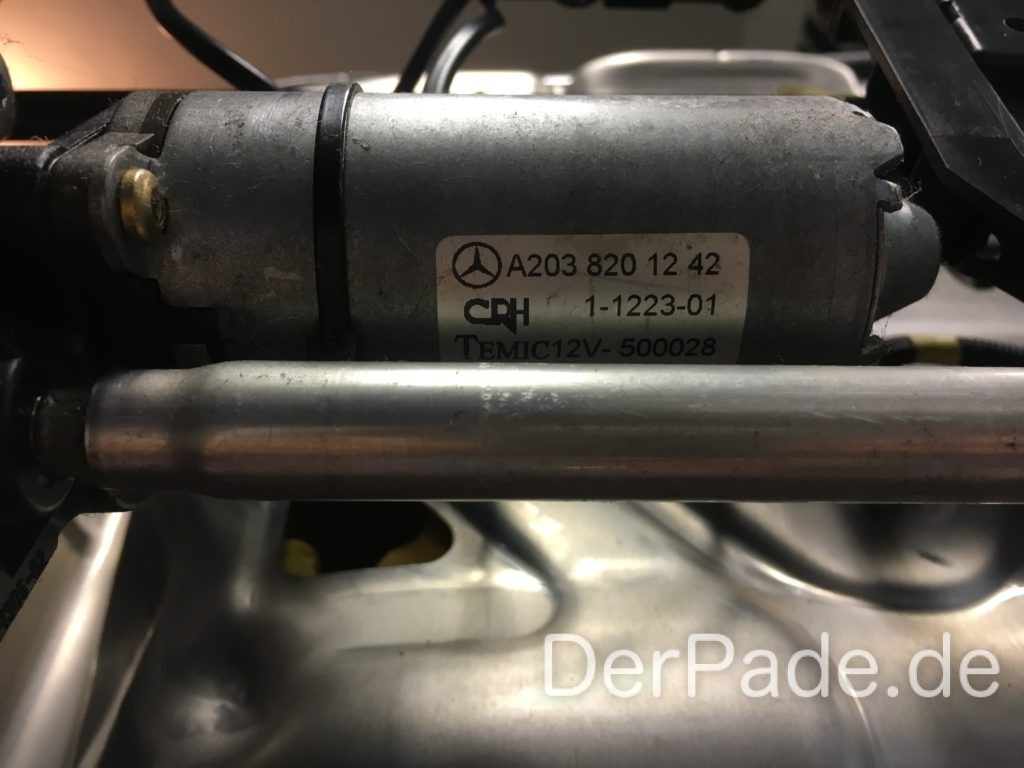 A203 820 12 42
CRH 1-1223-01
TEMIC12V- 500028
DerPade.de